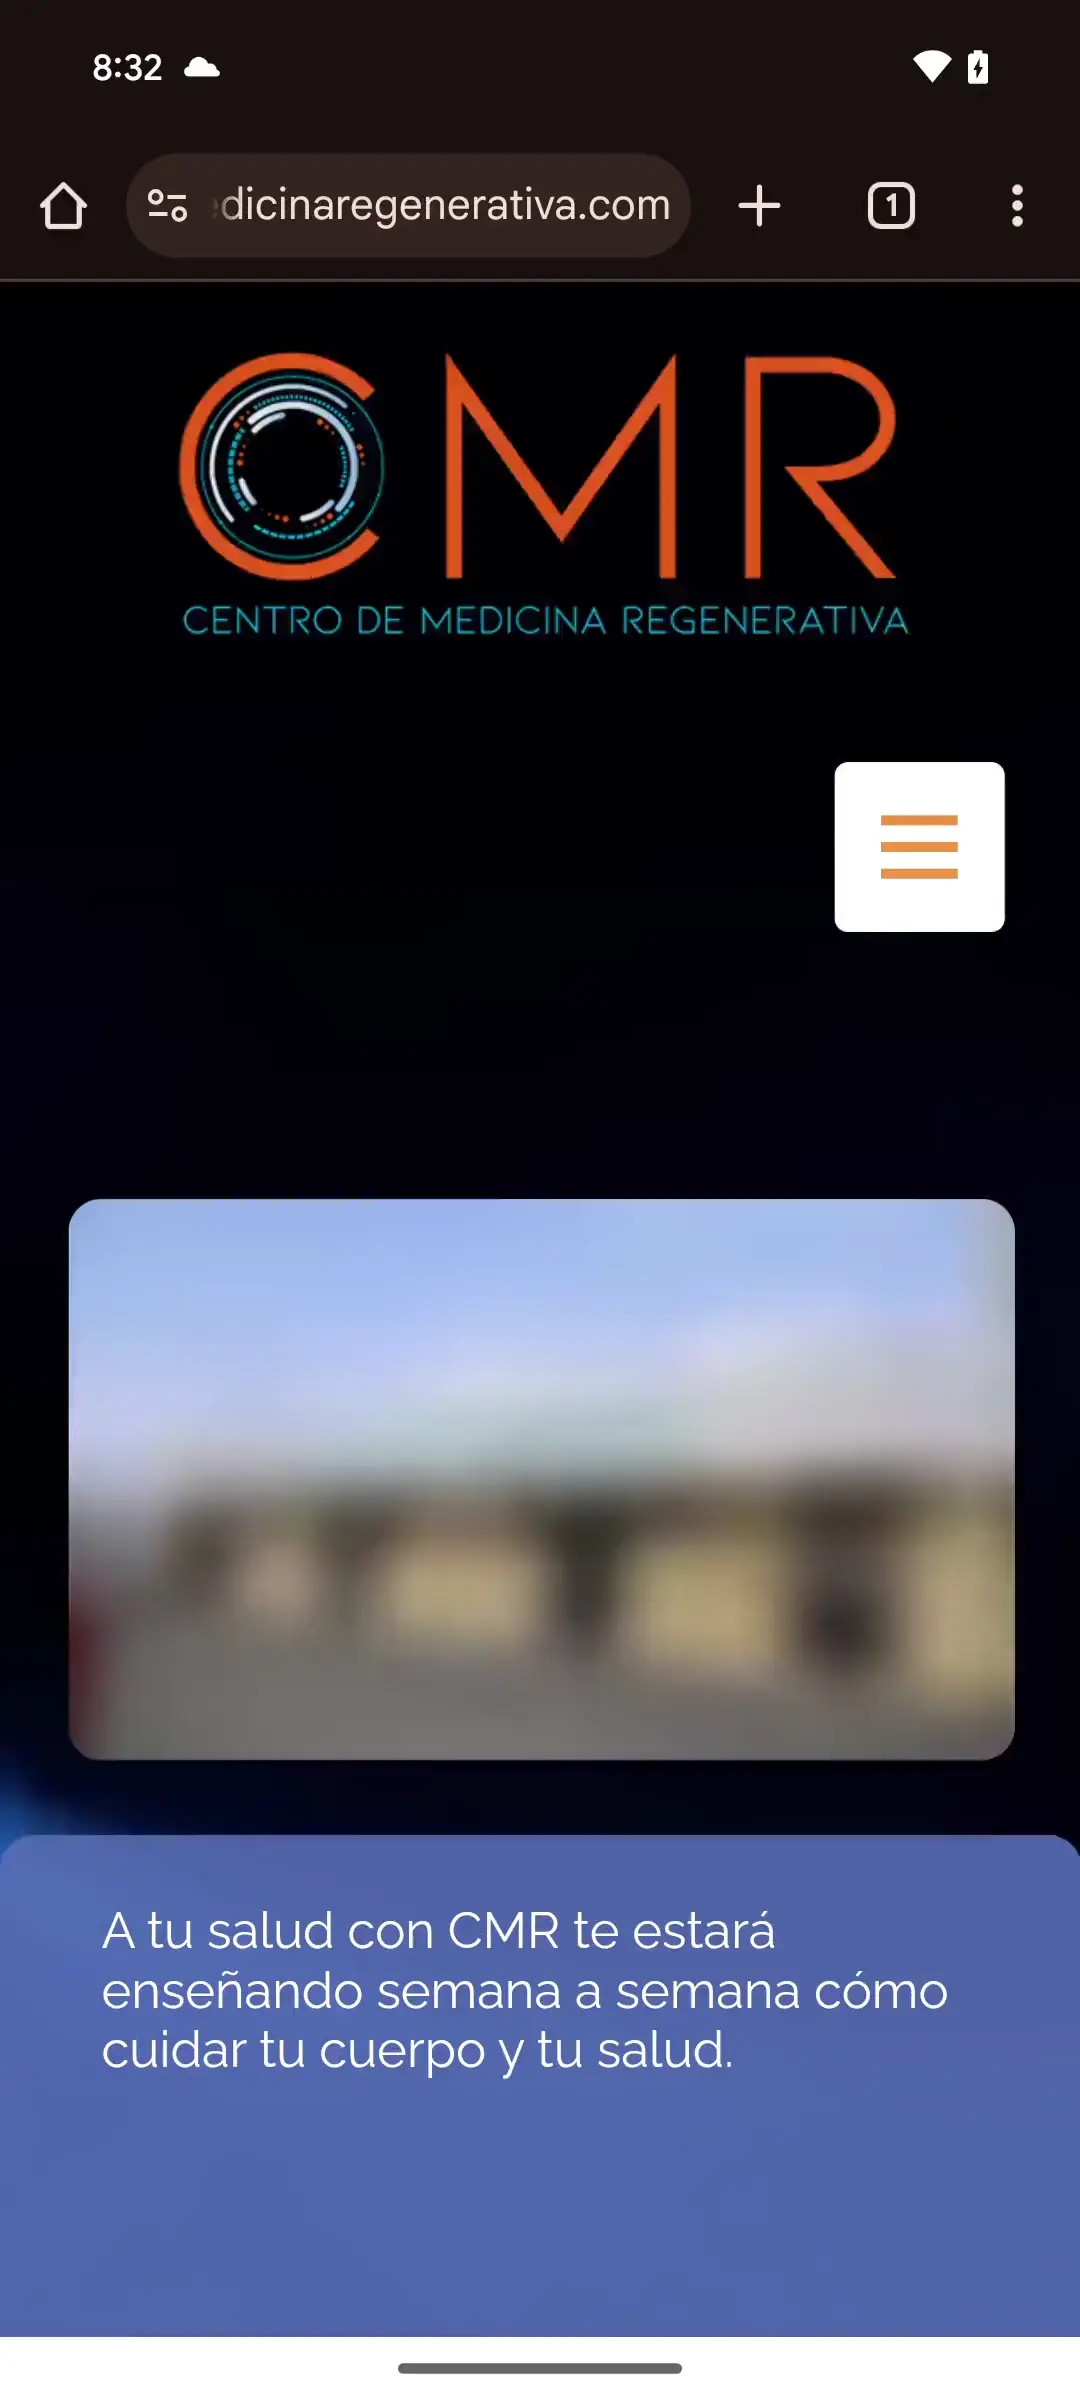 8:32
dicinaregenerativa.com
1
CMR
CENTRO DE MEDICINA REGENERATIVA
A tu salud con CMR te estará
enseñando semana a semana cómo
cuidar tu cuerpo y tu salud.